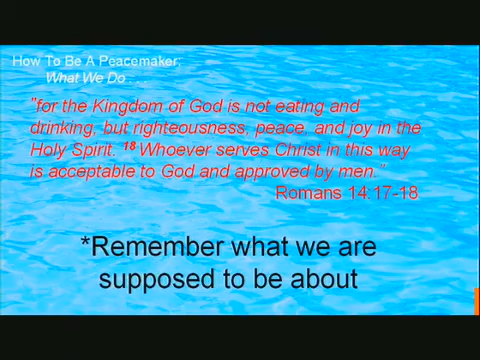 How To Be A Peacemaker:
What We Do . . .
"for the Kingdom of God is not eating and
drinking, but righteousness, peace, and joy in the
Holy Spirit. 18 Whoever serves Christ in this way
is acceptable to God and approved by men."
Romans 14:17-18
*Remember what we are
supposed to be about